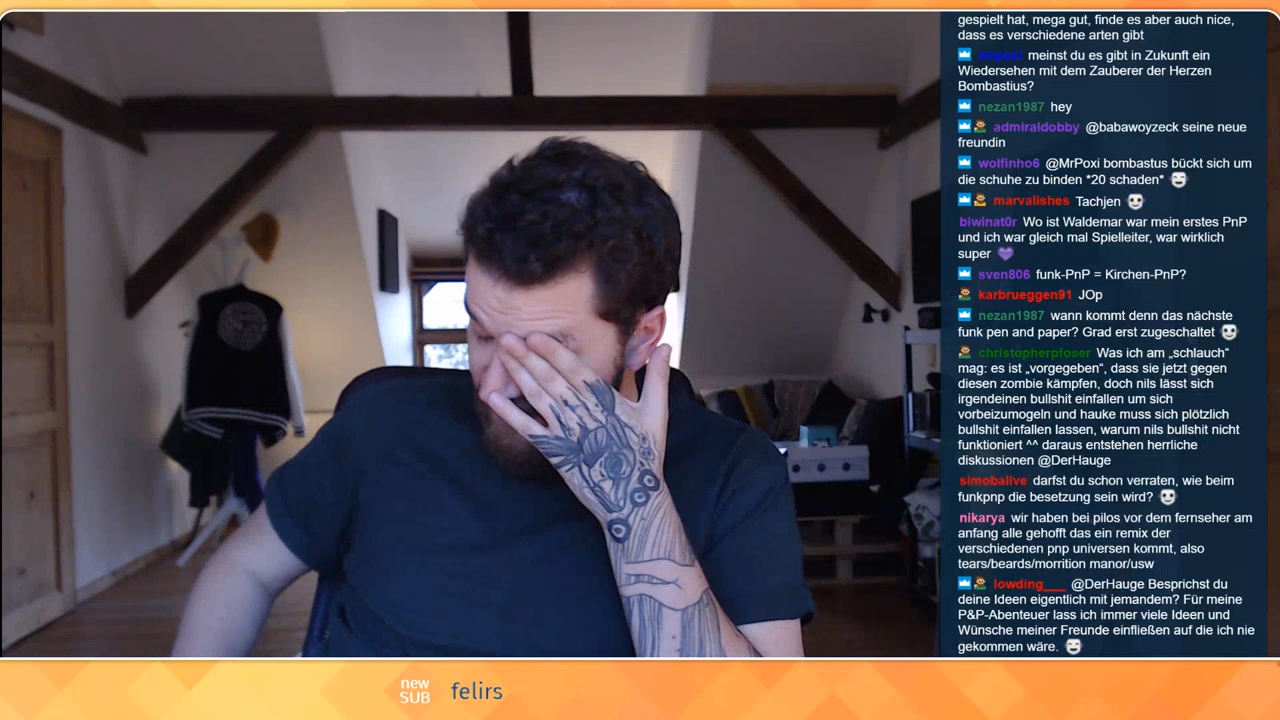 gespielt hat, mega gut, finde es aber auch nice,
dass es verschiedene arten gibt
mrpoxi meinst du es gibt in Zukunft ein
Wiedersehen mit dem Zauberer der Herzen
Bombastius?
nezan1987 hey
admiraldobby @babawoyzeck seine neue
freundin
wolfinho6 @MrPoxi bombastus bückt sich um
die schuhe zu binden *20 schaden*
marvalishes Tachjen
biwinat0r Wo ist Waldemar war mein erstes PnP
und ich war gleich mal Spielleiter, war wirklich
super
sven806 funk-PnP = Kirchen-PnP?
karbrueggen91 JOp
nezan1987 wann kommt denn das nächste
funk pen and paper? Grad erst zugeschaltet
christopherpfoser Was ich am „schlauch“
mag: es ist „vorgegeben“, dass sie jetzt gegen
diesen zombie kämpfen, doch nils lässt sich
irgendeinen bullshit einfallen um sich
vorbeizumogeln und hauke muss sich plötzlich
bullshit einfallen lassen, warum nils bullshit nicht
funktioniert ^^ daraus entstehen herrliche
diskussionen @DerHauge
simobalive darfst du schon verraten, wie beim
funkpnp die besetzung sein wird?
nikarya wir haben bei pilos vor dem fernseher am
anfang alle gehofft das ein remix der
verschiedenen pnp universen kommt, also
tears/beards/morrition manor/usw
lowding___ @DerHauge Besprichst du
deine Ideen eigentlich mit jemandem? Für meine
P&P-Abenteuer lass ich immer viele Ideen und
Wünsche meiner Freunde einfließen auf die ich nie
gekommen wäre.
new
SUB
felirs